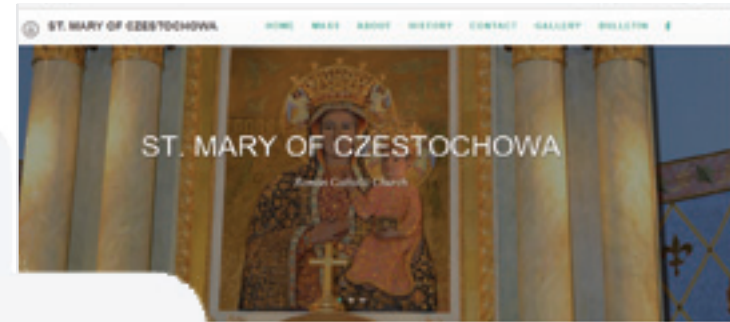 ST. MARY OF CZESTOCHOWA
HOME MASS ABOUT HISTORY CONTACT GALLERY BULLETIN f
ST. MARY OF CZESTOCHOWA
Roman Catholic Church